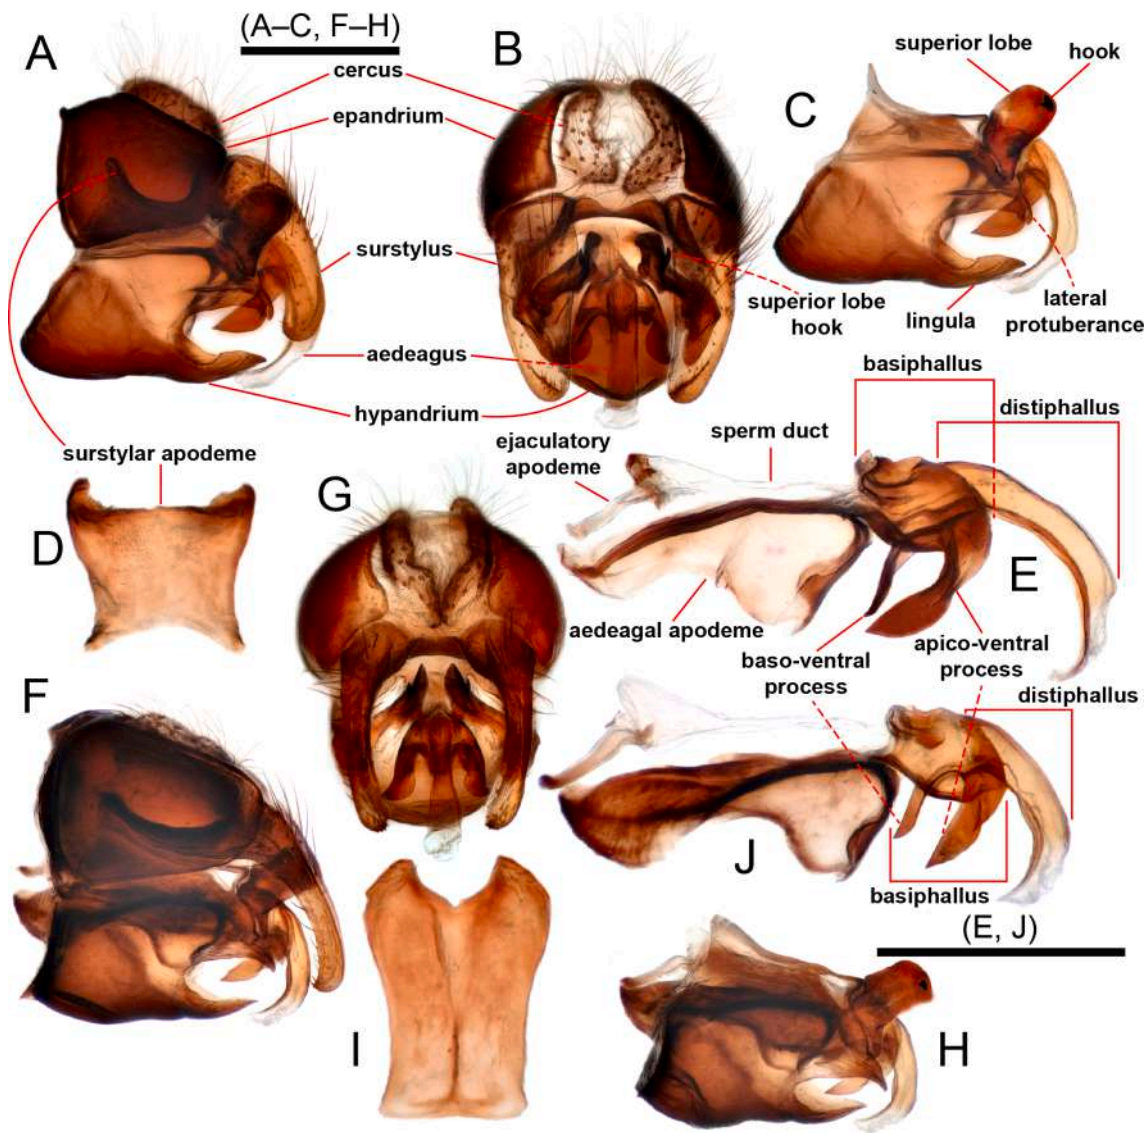 A
(A–C, F–H)
B
superior lobe
hook
cercus
epandrium
C
surstylus
superior lobe
hook
lingula
lateral
protuberance
aedeagus
hypandrium
basiphallus
distiphallus
ejaculatory
apodeme
sperm duct
surstylar apodeme
G
D
E
aedeagal apodeme
baso-ventral
process
apico-ventral
process
distiphallus
F
J
basiphallus
(E, J)
I
H